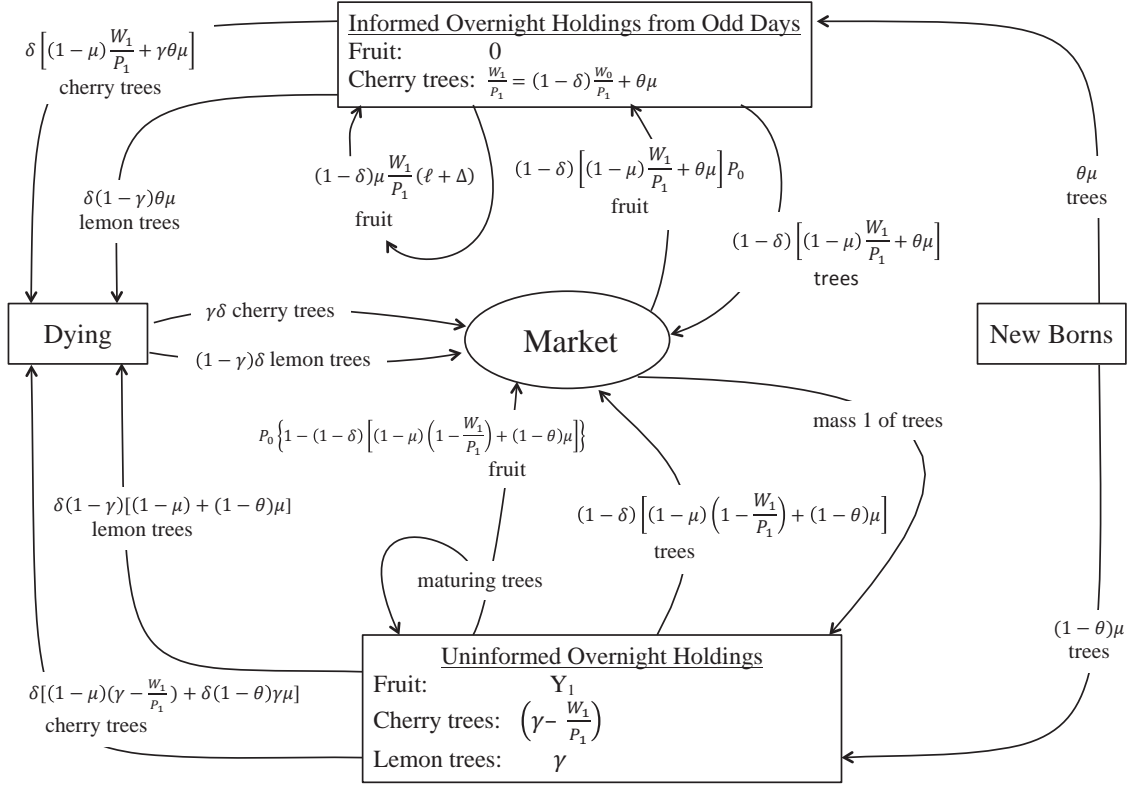 Informed Overnight Holdings from Odd Days
Fruit: 0
Cherry trees: W₁/P₁ = (1−δ) W₀/P₁ + θμ
δ[(1−μ) W₁/P₁ + γθμ]
cherry trees
δ(1−γ)θμ
lemon trees
(1−δ)μ W₁/P₁ (ℓ+Δ)
fruit
(1−δ)[(1−μ) W₁/P₁ + θμ]P₀
fruit
(1−δ)[(1−μ) W₁/P₁ + θμ]
trees
θμ
trees
Dying
γδ cherry trees
(1−γ)δ lemon trees
Market
New Borns
mass 1 of trees
P₀{1−(1−δ)[(1−μ)(1−W₁/P₁)+(1−θ)μ]}
fruit
δ(1−γ)[(1−μ)+(1−θ)μ]
lemon trees
(1−δ)[(1−μ)(1−W₁/P₁)+(1−θ)μ]
trees
maturing trees
(1−θ)μ
trees
δ[(1−μ)(γ−W₁/P₁)+δ(1−θ)γμ]
cherry trees
Uninformed Overnight Holdings
Fruit: Y₁
Cherry trees: (γ−W₁/P₁)
Lemon trees: γ